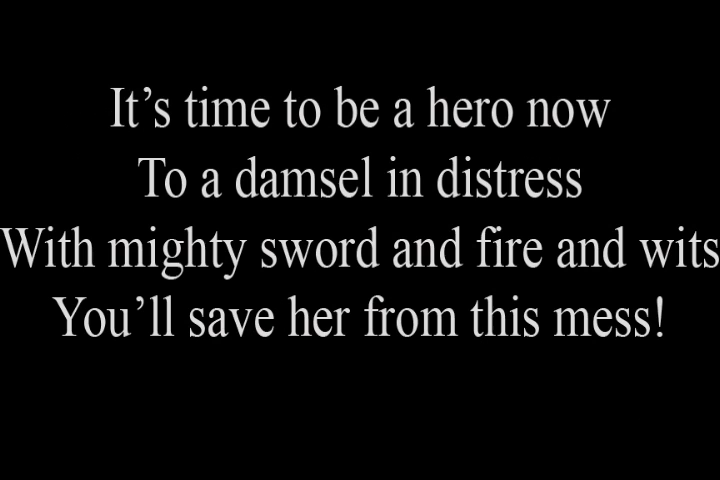 It’s time to be a hero now
To a damsel in distress
With mighty sword and fire and wits
You’ll save her from this mess!